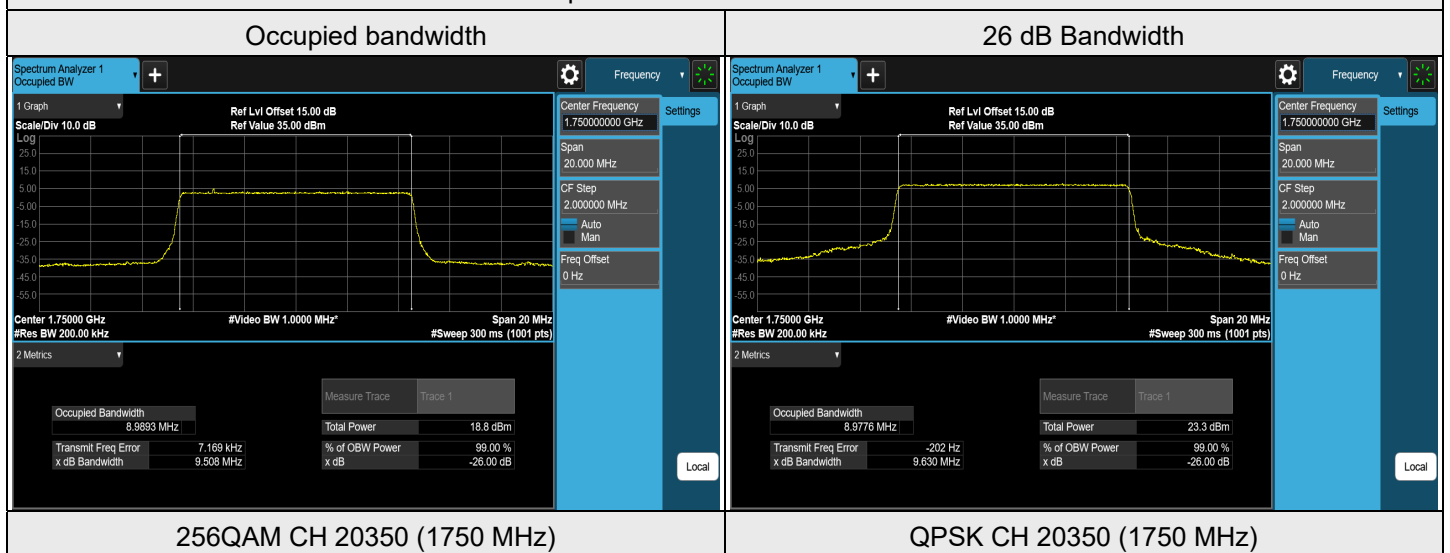 Occupied bandwidth
26 dB Bandwidth
Spectrum Analyzer 1
Occupied BW
+
Frequency
1 Graph
Scale/Div 10.0 dB
Ref Lvl Offset 15.00 dB
Ref Value 35.00 dBm
Log
25.0
15.0
5.00
-5.00
-15.0
-25.0
-35.0
-45.0
-55.0
Center 1.75000 GHz
#Video BW 1.0000 MHz*
Span 20 MHz
#Res BW 200.00 kHz
#Sweep 300 ms (1001 pts)
Center Frequency
1.750000000 GHz
Settings
Span
20.000 MHz
CF Step
2.000000 MHz
Auto
Man
Freq Offset
0 Hz
2 Metrics
Measure Trace Trace 1
Occupied Bandwidth
8.9893 MHz
Total Power 18.8 dBm
Transmit Freq Error 7.169 kHz
% of OBW Power 99.00 %
x dB Bandwidth 9.508 MHz
x dB -26.00 dB
Local
Spectrum Analyzer 1
Occupied BW
+
Frequency
1 Graph
Scale/Div 10.0 dB
Ref Lvl Offset 15.00 dB
Ref Value 35.00 dBm
Log
25.0
15.0
5.00
-5.00
-15.0
-25.0
-35.0
-45.0
-55.0
Center 1.75000 GHz
#Video BW 1.0000 MHz*
Span 20 MHz
#Res BW 200.00 kHz
#Sweep 300 ms (1001 pts)
Center Frequency
1.750000000 GHz
Settings
Span
20.000 MHz
CF Step
2.000000 MHz
Auto
Man
Freq Offset
0 Hz
2 Metrics
Measure Trace Trace 1
Occupied Bandwidth
8.9776 MHz
Total Power 23.3 dBm
Transmit Freq Error -202 Hz
% of OBW Power 99.00 %
x dB Bandwidth 9.630 MHz
x dB -26.00 dB
Local
256QAM CH 20350 (1750 MHz)
QPSK CH 20350 (1750 MHz)